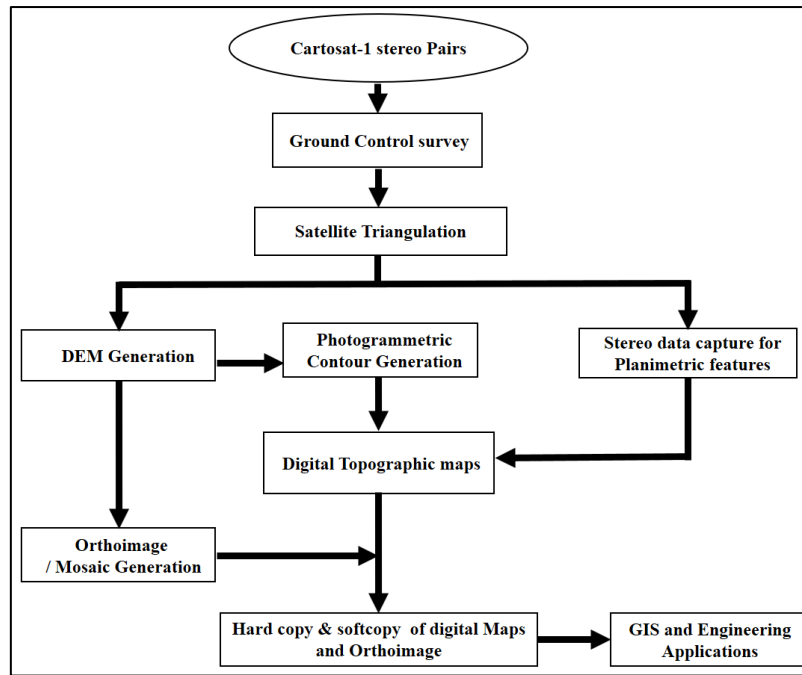 Cartosat-1 stereo Pairs
Ground Control survey
Satellite Triangulation
DEM Generation
Photogrammetric
Contour Generation
Stereo data capture for
Planimetric features
Digital Topographic maps
Orthoimage
/ Mosaic Generation
Hard copy & softcopy of digital Maps
and Orthoimage
GIS and Engineering
Applications